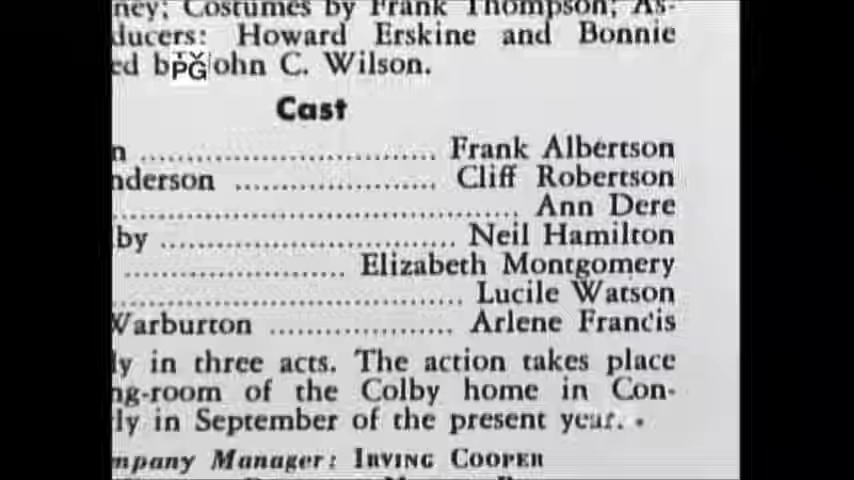 ney; Costumes by Frank Thompson; As-
ducers: Howard Erskine and Bonnie
ed b TV PG ohn C. Wilson.
Cast
n .............................. Frank Albertson
nderson .................... Cliff Robertson
........................................ Ann Dere
by ............................. Neil Hamilton
...................... Elizabeth Montgomery
................................... Lucile Watson
Warburton .................. Arlene Francis
ly in three acts. The action takes place
ng-room of the Colby home in Con-
ly in September of the present year.
mpany Manager: IRVING COOPER